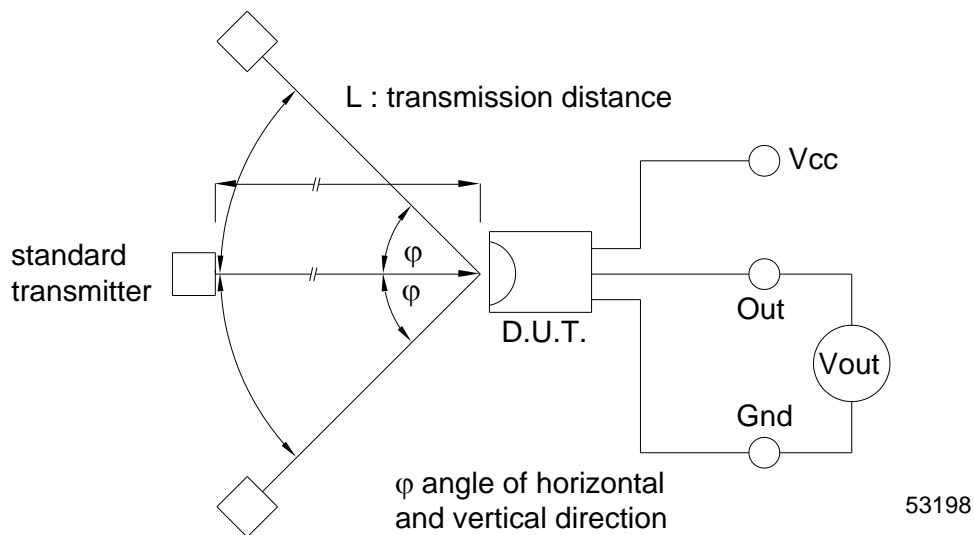 L : transmission distance
Vcc
standard
transmitter
φ
φ
D.U.T.
Out
Vout
Gnd
φ angle of horizontal
and vertical direction
53198